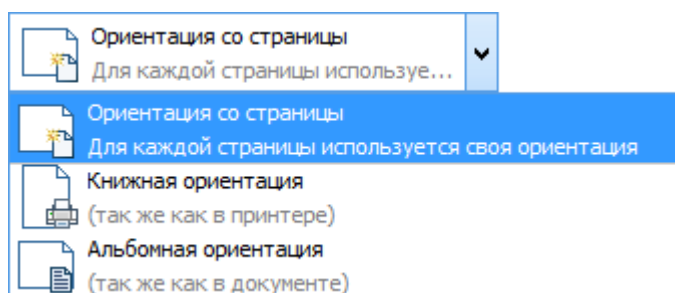 Ориентация со страницы
Для каждой страницы используе...
Ориентация со страницы
Для каждой страницы используется своя ориентация
Книжная ориентация
(так же как в принтере)
Альбомная ориентация
(так же как в документе)